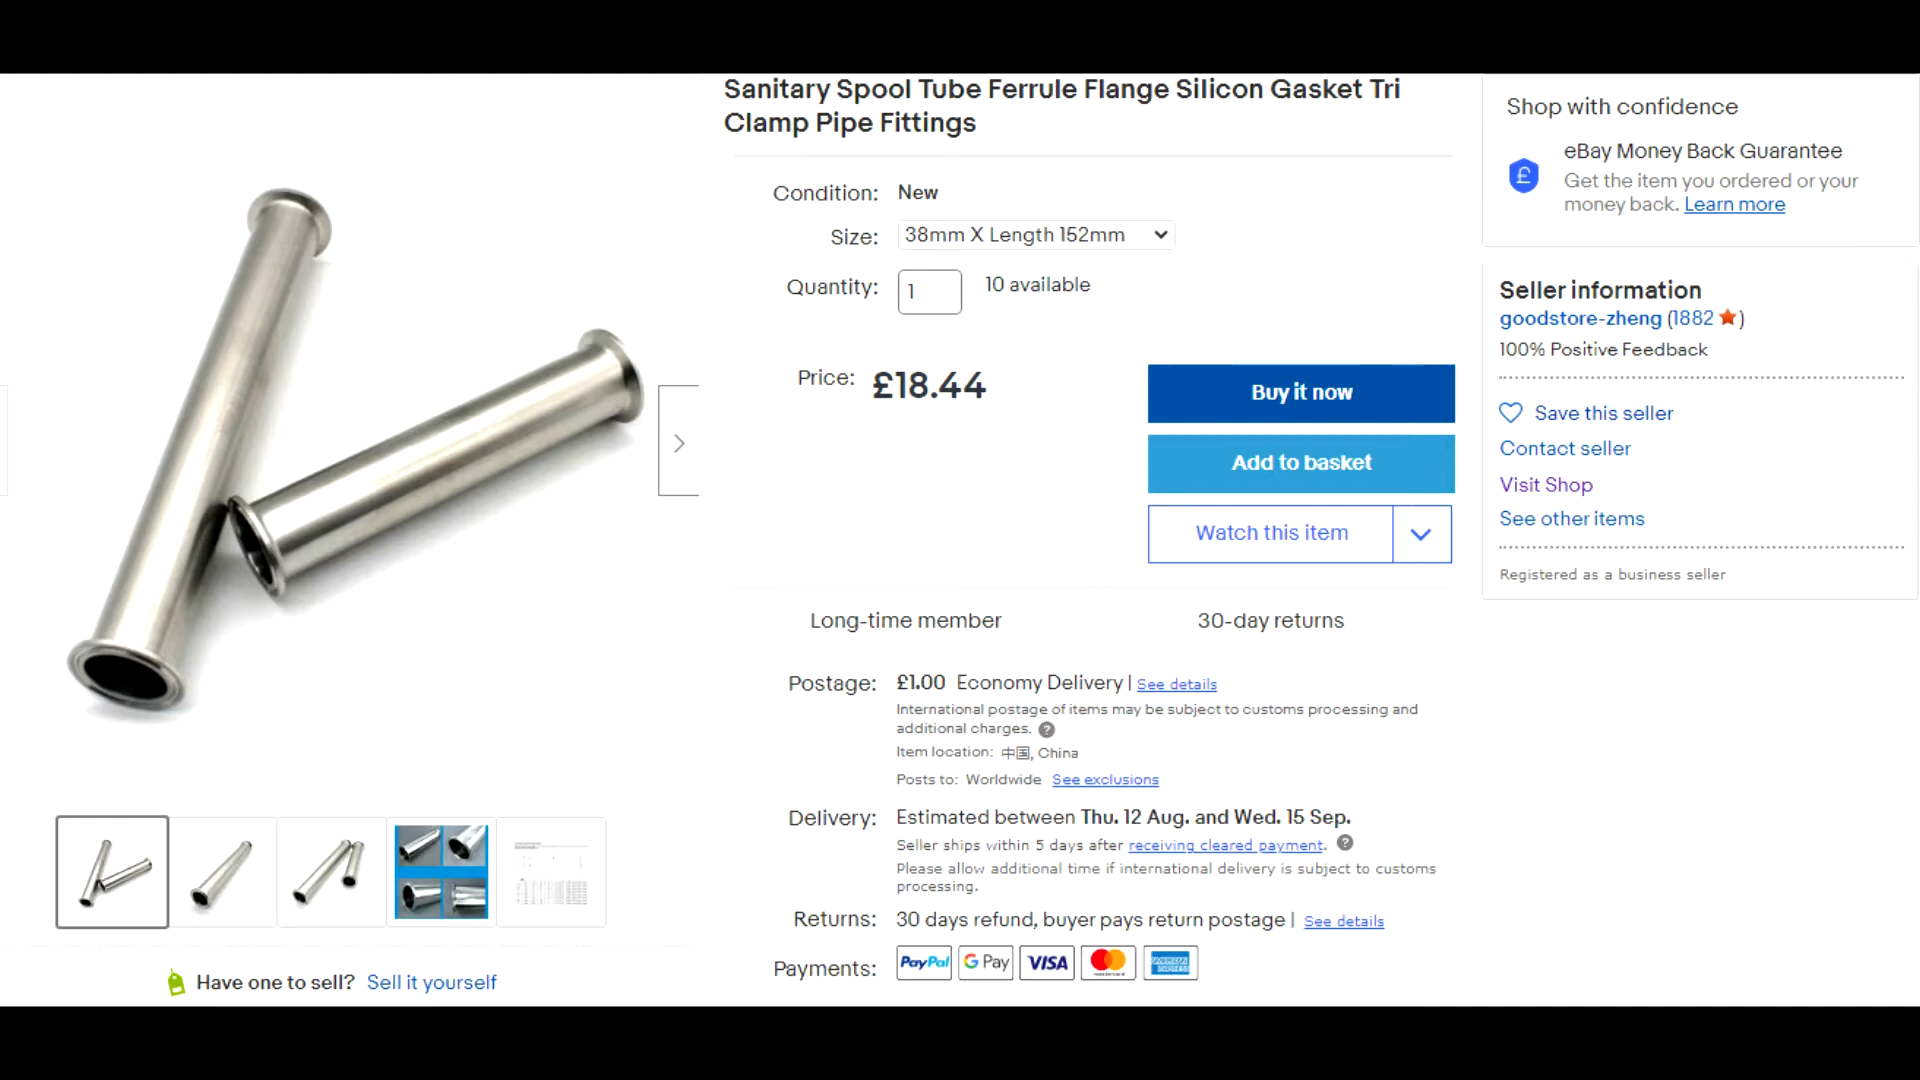 Sanitary Spool Tube Ferrule Flange Silicon Gasket Tri
Clamp Pipe Fittings
Condition: New
Size: 38mm X Length 152mm
Quantity: 1 10 available
Price: £18.44
Buy it now
Add to basket
Watch this item
Long-time member 30-day returns
Postage: £1.00 Economy Delivery | See details
International postage of items may be subject to customs processing and
additional charges. ?
Item location: 中国, China
Posts to: Worldwide See exclusions
Delivery: Estimated between Thu. 12 Aug. and Wed. 15 Sep.
Seller ships within 5 days after receiving cleared payment. ?
Please allow additional time if international delivery is subject to customs
processing.
Returns: 30 days refund, buyer pays return postage | See details
Payments: PayPal G Pay VISA
Have one to sell? Sell it yourself
Shop with confidence
eBay Money Back Guarantee
£
Get the item you ordered or your
money back. Learn more
Seller information
goodstore-zheng (1882 )
100% Positive Feedback
Save this seller
Contact seller
Visit Shop
See other items
Registered as a business seller